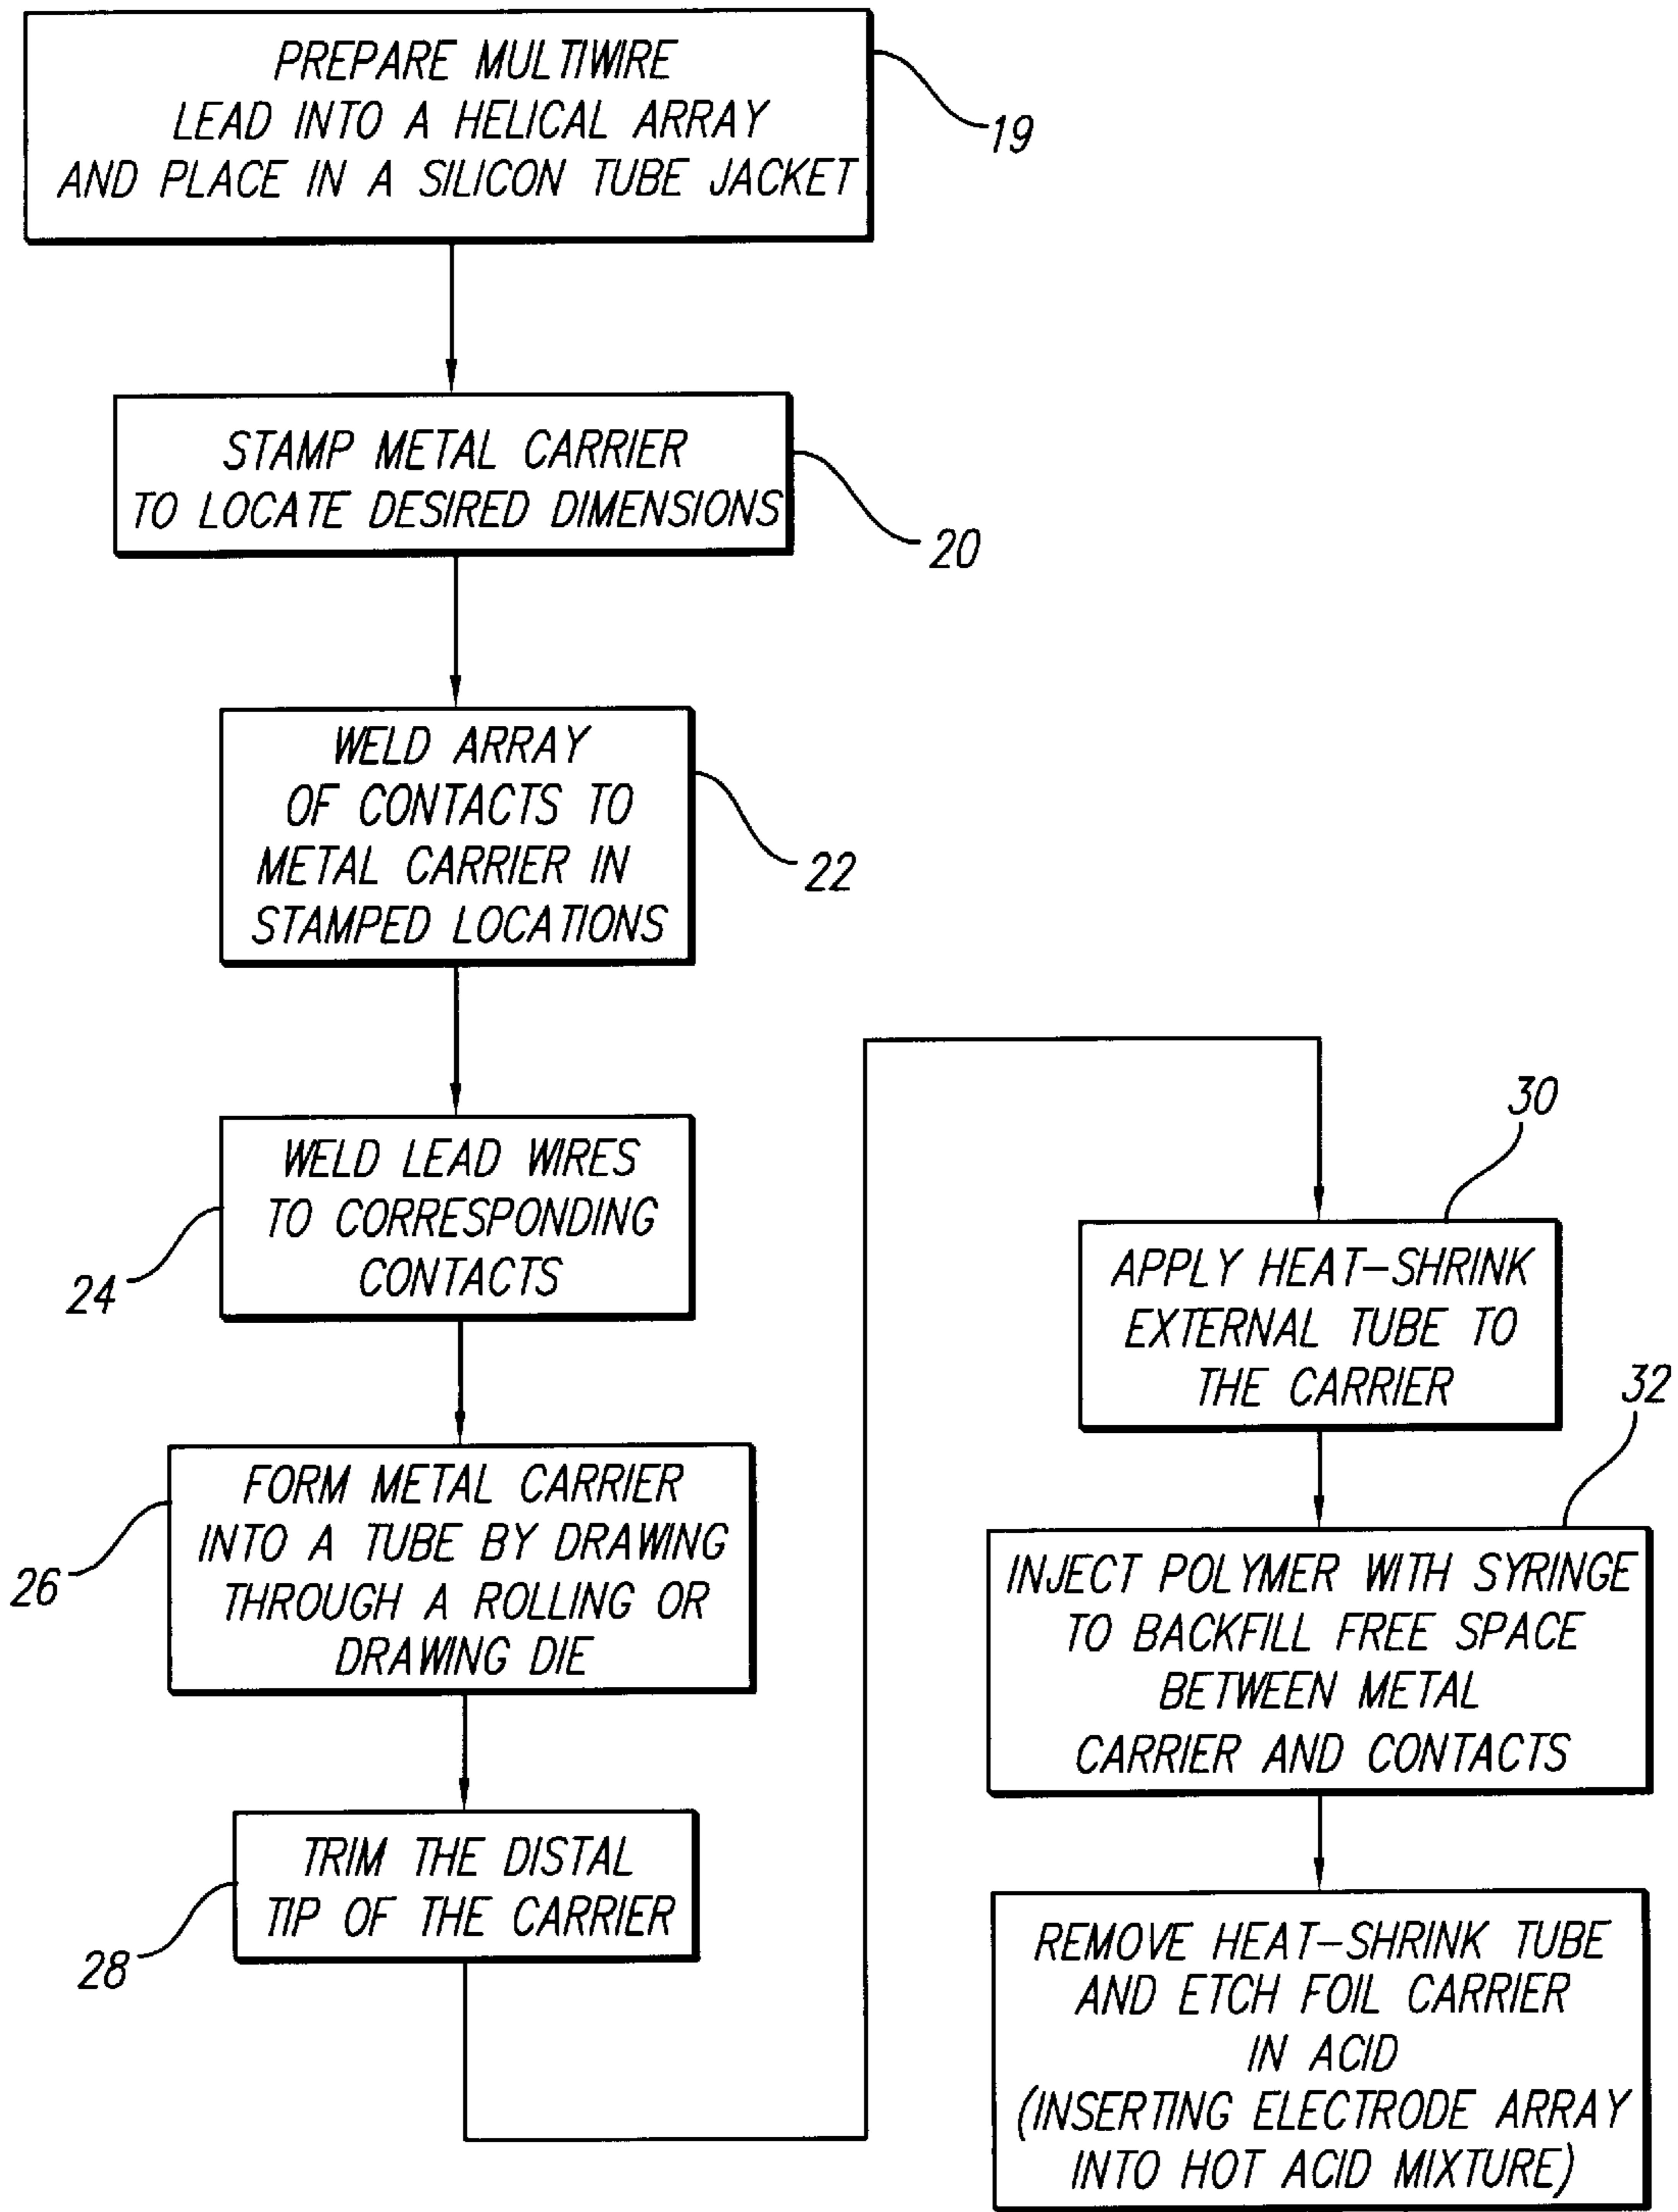 PREPARE MULTIWIRE
LEAD INTO A HELICAL ARRAY
AND PLACE IN A SILICON TUBE JACKET
19
STAMP METAL CARRIER
TO LOCATE DESIRED DIMENSIONS
20
WELD ARRAY
OF CONTACTS TO
METAL CARRIER IN
STAMPED LOCATIONS
22
WELD LEAD WIRES
TO CORRESPONDING
CONTACTS
24
FORM METAL CARRIER
INTO A TUBE BY DRAWING
THROUGH A ROLLING OR
DRAWING DIE
26
TRIM THE DISTAL
TIP OF THE CARRIER
28
30
APPLY HEAT-SHRINK
EXTERNAL TUBE TO
THE CARRIER
32
INJECT POLYMER WITH SYRINGE
TO BACKFILL FREE SPACE
BETWEEN METAL
CARRIER AND CONTACTS
REMOVE HEAT-SHRINK TUBE
AND ETCH FOIL CARRIER
IN ACID
(INSERTING ELECTRODE ARRAY
INTO HOT ACID MIXTURE)